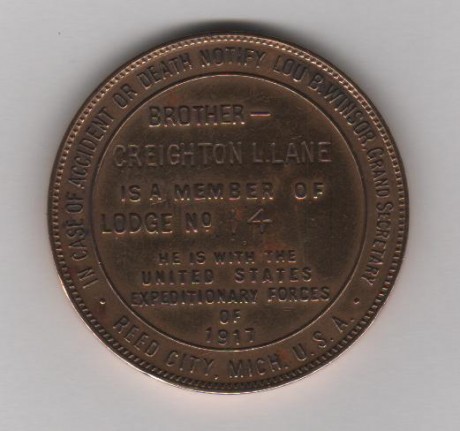 IN CASE OF ACCIDENT OR DEATH NOTIFY LOU B. WINSOR, GRAND SECRETARY
· REED CITY, MICH. U.S.A. ·
BROTHER—
CREIGHTON L. LANE
IS A MEMBER OF
LODGE No 14
HE IS WITH THE
UNITED STATES
EXPEDITIONARY FORCES
OF
1917